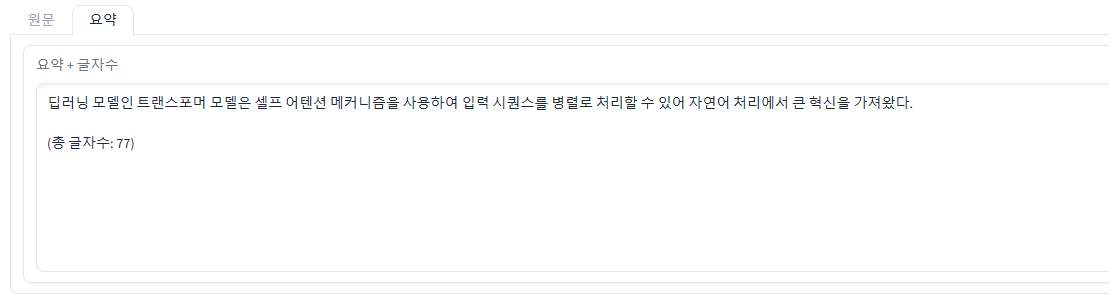 원문
요약
요약 + 글자수
딥러닝 모델인 트랜스포머 모델은 셀프 어텐션 메커니즘을 사용하여 입력 시퀀스를 병렬로 처리할 수 있어 자연어 처리에서 큰 혁신을 가져왔다.
(총 글자수: 77)